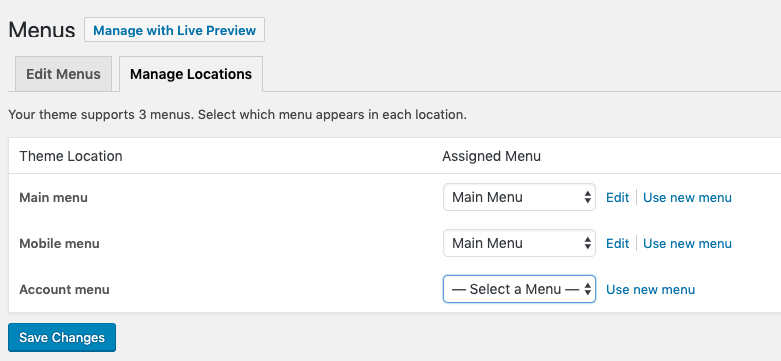 Menus Manage with Live Preview
Edit Menus Manage Locations
Your theme supports 3 menus. Select which menu appears in each location.
Theme Location Assigned Menu
Main menu Main Menu Edit Use new menu
Mobile menu Main Menu Edit Use new menu
Account menu — Select a Menu — Use new menu
Save Changes